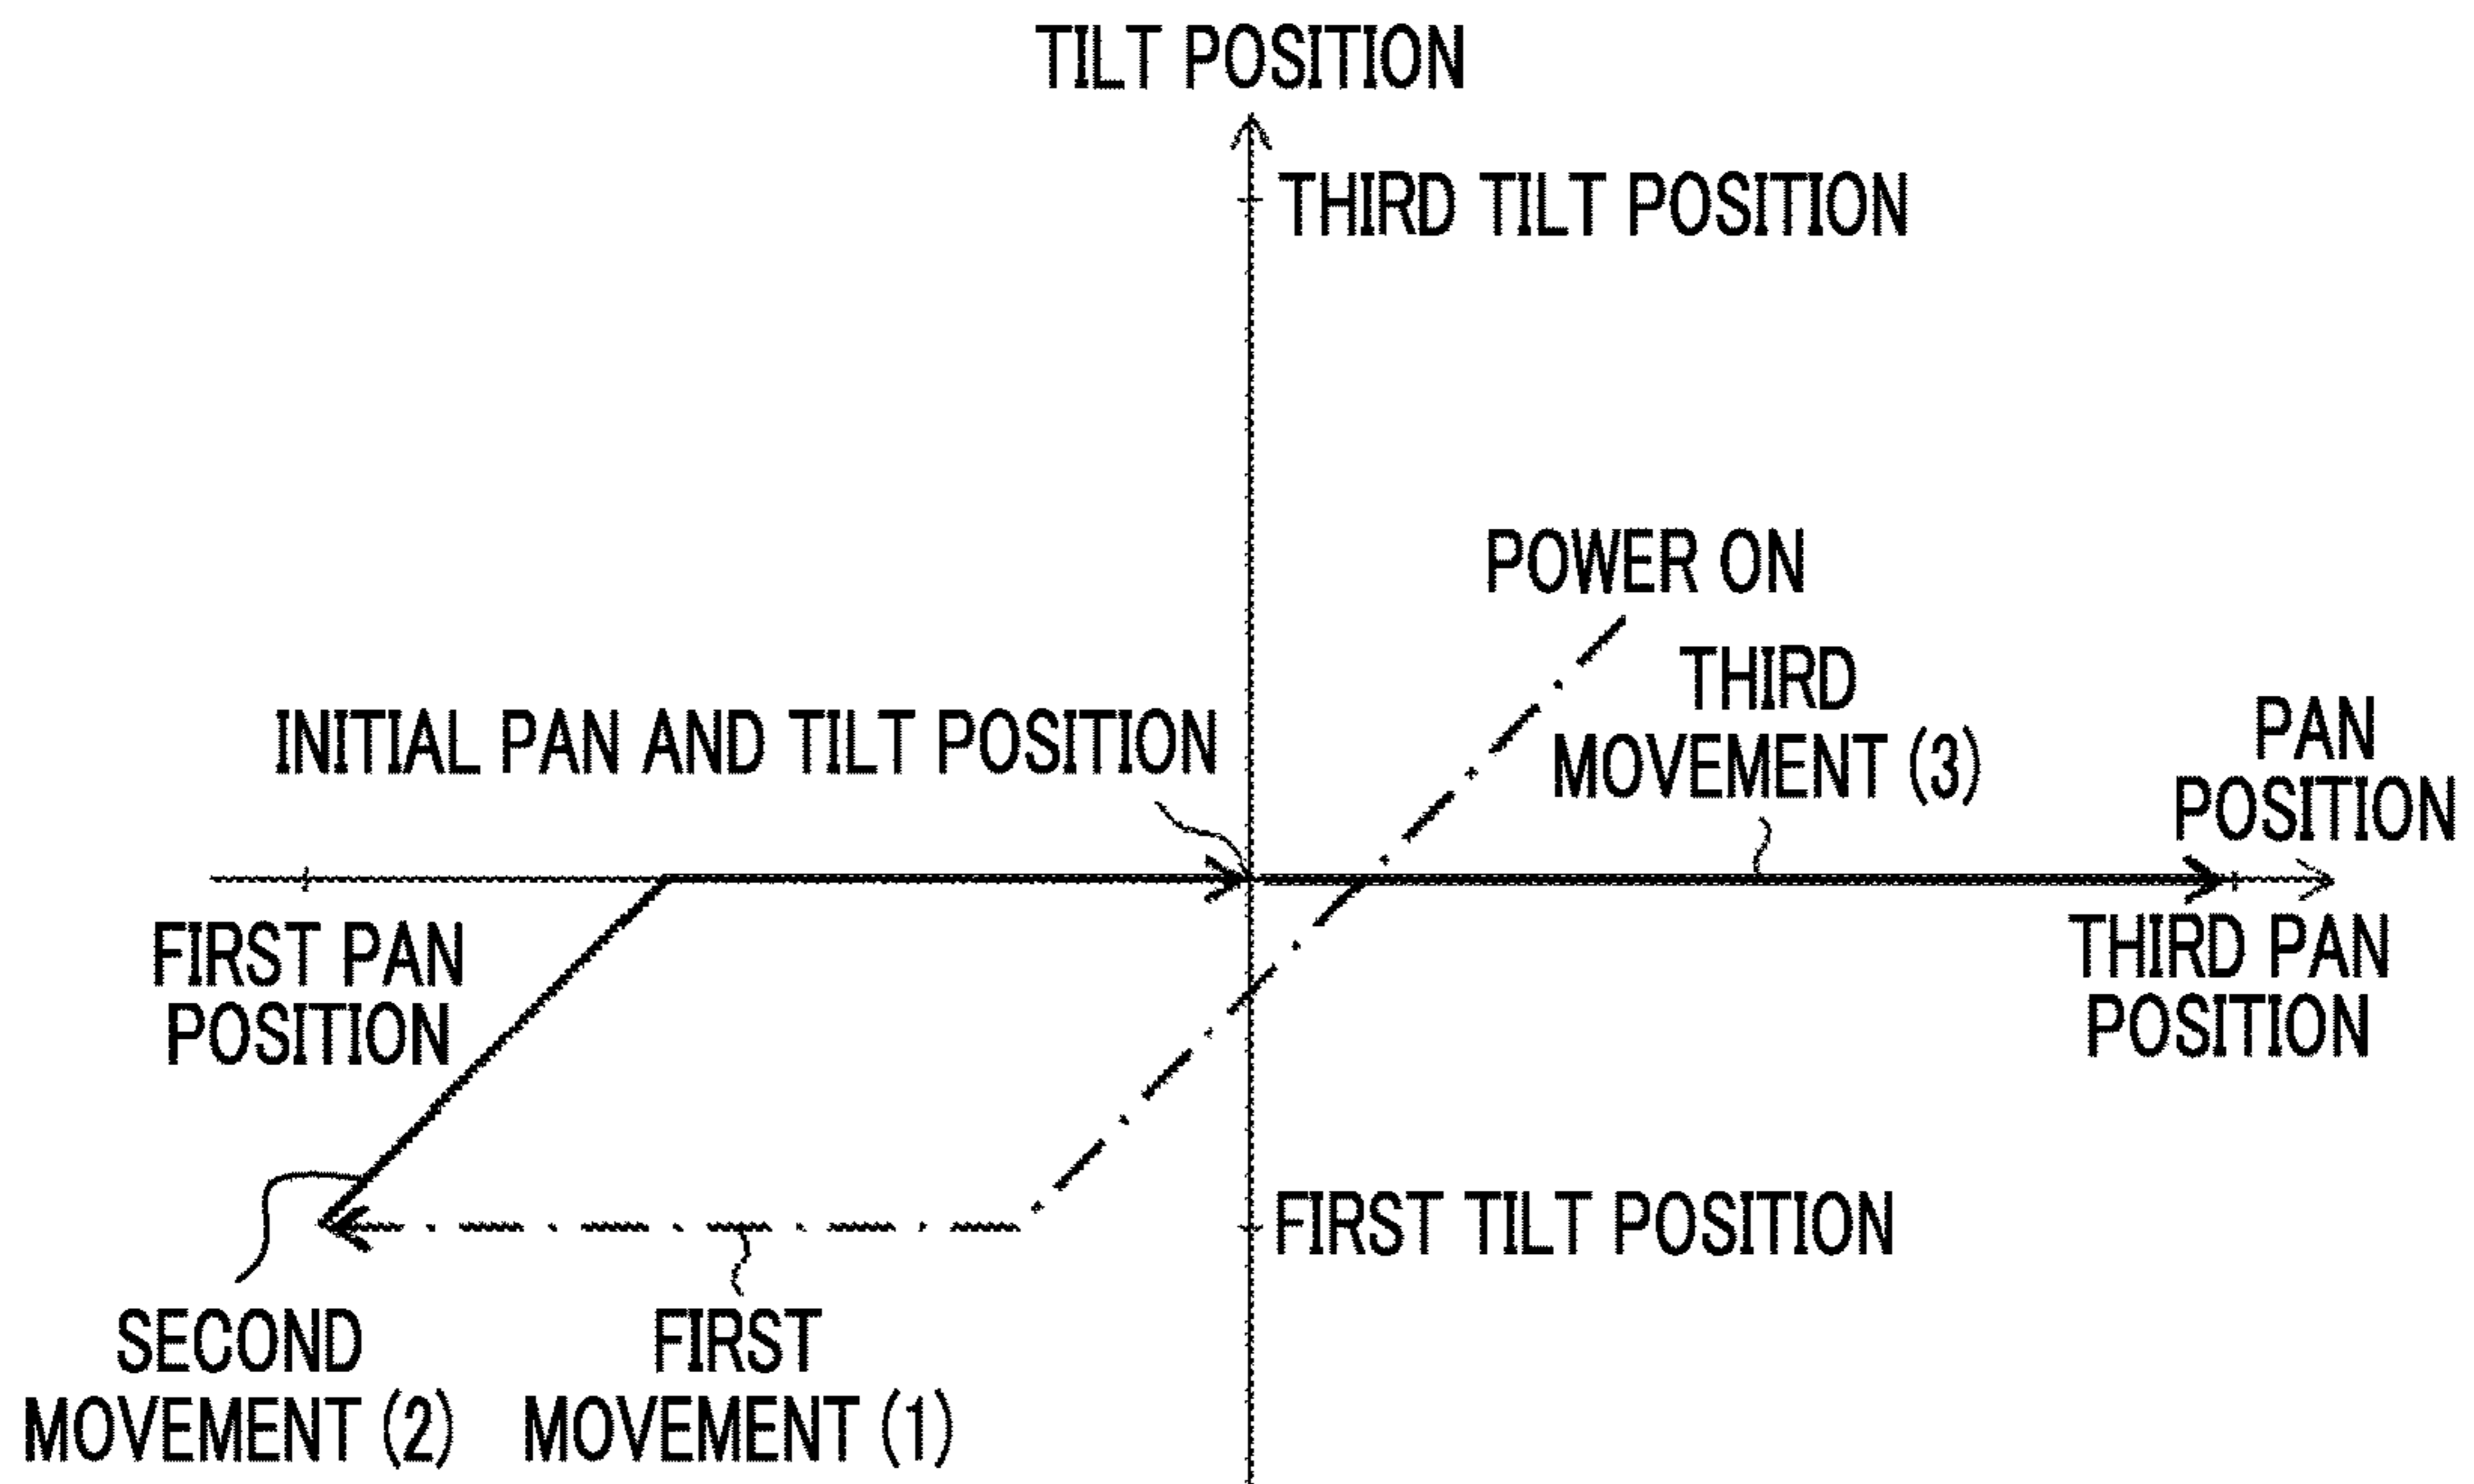 TILT POSITION
THIRD TILT POSITION
POWER ON
THIRD
MOVEMENT (3)
INITIAL PAN AND TILT POSITION
PAN
POSITION
FIRST PAN
POSITION
THIRD PAN
POSITION
FIRST TILT POSITION
SECOND
MOVEMENT (2)
FIRST
MOVEMENT (1)